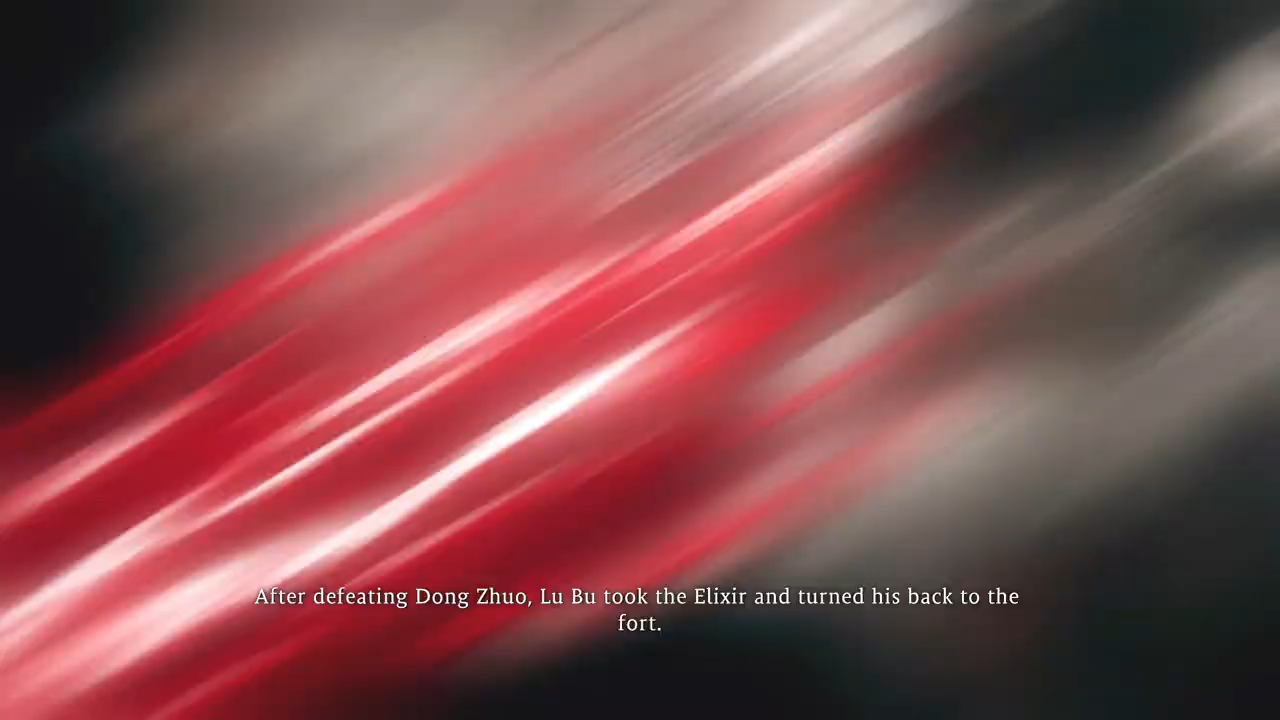 After defeating Dong Zhuo, Lu Bu took the Elixir and turned his back to the
fort.